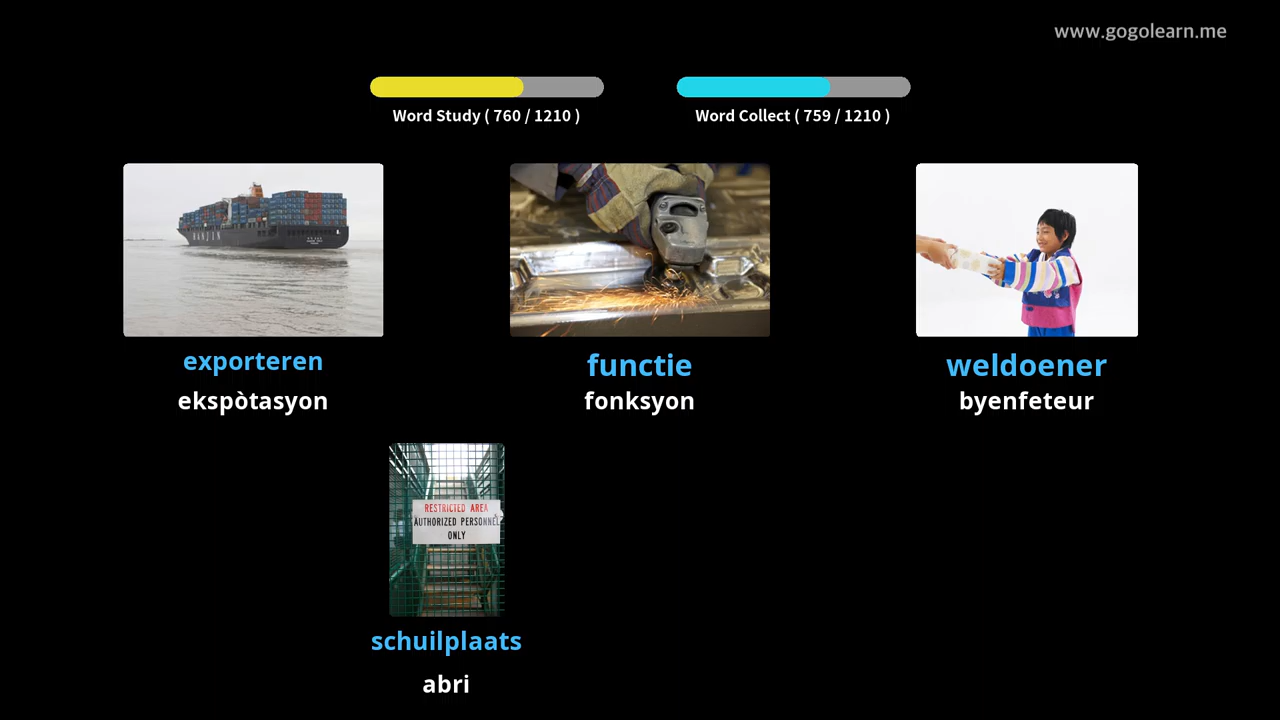 www.gogolearn.me
Word Study ( 760 / 1210 )
Word Collect ( 759 / 1210 )
HANJIN
exporteren
functie
weldoener
ekspòtasyon
fonksyon
byenfeteur
RESTRICTED AREA
AUTHORIZED PERSONNEL
ONLY
schuilplaats
abri